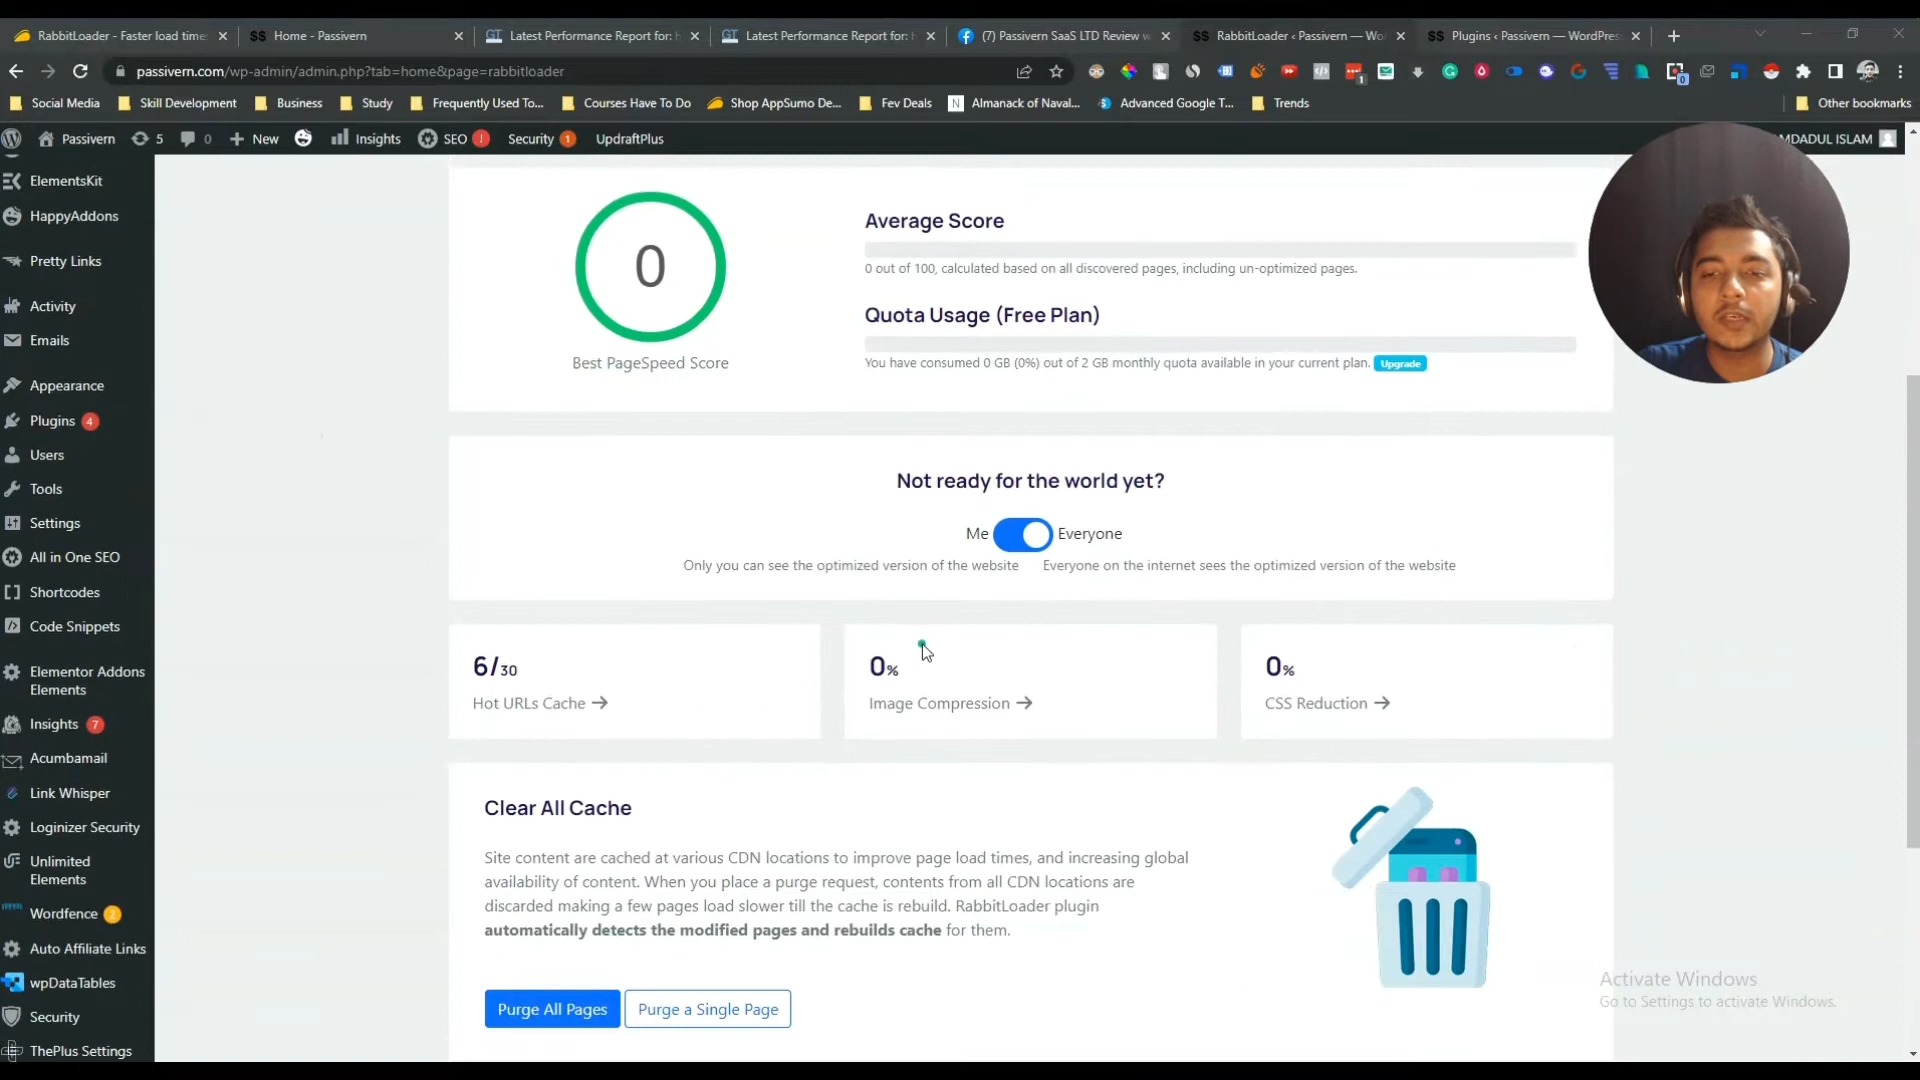 RabbitLoader - Faster load time
Home - Passivern
Latest Performance Report for: h
Latest Performance Report for: h
(7) Passivern SaaS LTD Review w
RabbitLoader ‹ Passivern — Wo
Plugins ‹ Passivern — WordPres
passivern.com/wp-admin/admin.php?tab=home&page=rabbitloader
Social Media
Skill Development
Business
Study
Frequently Used To...
Courses Have To Do
Shop AppSumo De...
Fev Deals
Almanack of Naval...
Advanced Google T...
Trends
Other bookmarks
Passivern
5
0
New
Insights
SEO !
Security 1
UpdraftPlus
MDADUL ISLAM
ElementsKit
HappyAddons
Pretty Links
Activity
Emails
Appearance
Plugins 4
Users
Tools
Settings
All in One SEO
Shortcodes
Code Snippets
Elementor Addons
Elements
Insights 7
Acumbamail
Link Whisper
Loginizer Security
Unlimited
Elements
Wordfence 2
Auto Affiliate Links
wpDataTables
Security
ThePlus Settings
0
Best PageSpeed Score
Average Score
0 out of 100, calculated based on all discovered pages, including un-optimized pages.
Quota Usage (Free Plan)
You have consumed 0 GB (0%) out of 2 GB monthly quota available in your current plan. Upgrade
Not ready for the world yet?
Me Everyone
Only you can see the optimized version of the website
Everyone on the internet sees the optimized version of the website
6/30
Hot URLs Cache →
0%
Image Compression →
0%
CSS Reduction →
Clear All Cache
Site content are cached at various CDN locations to improve page load times, and increasing global
availability of content. When you place a purge request, contents from all CDN locations are
discarded making a few pages load slower till the cache is rebuild. RabbitLoader plugin
automatically detects the modified pages and rebuilds cache for them.
Purge All Pages
Purge a Single Page
Activate Windows
Go to Settings to activate Windows.